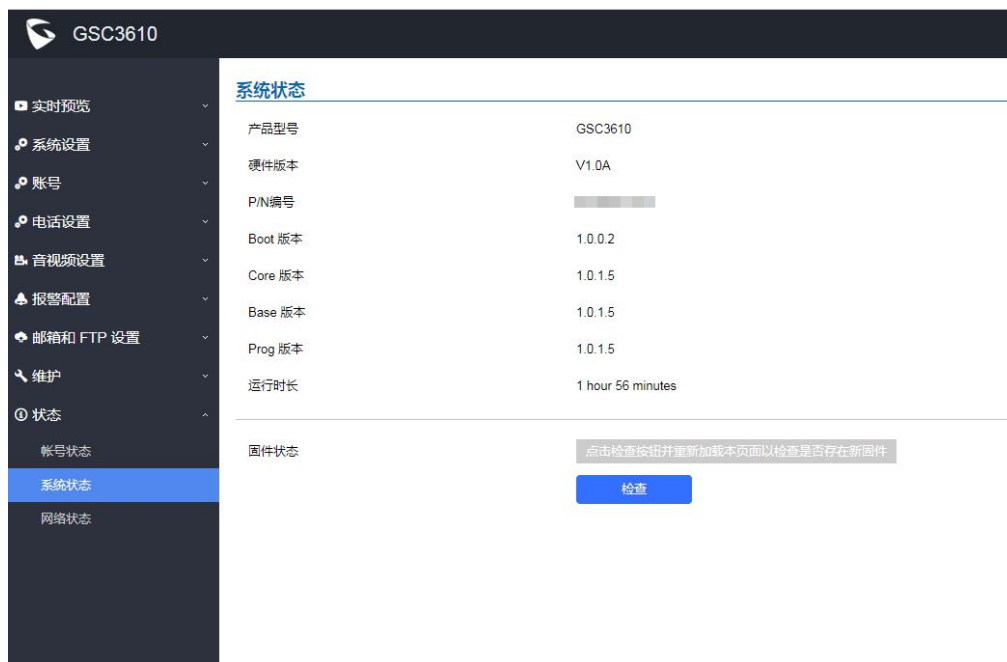 GSC3610
实时预览
系统设置
账号
电话设置
音视频设置
报警配置
邮箱和 FTP 设置
维护
状态
帐号状态
系统状态
网络状态
系统状态
产品型号 GSC3610
硬件版本 V1.0A
P/N编号
Boot 版本 1.0.0.2
Core 版本 1.0.1.5
Base 版本 1.0.1.5
Prog 版本 1.0.1.5
运行时长 1 hour 56 minutes
固件状态 点击检查按钮并重新加载本页面以检查是否存在新固件
检查